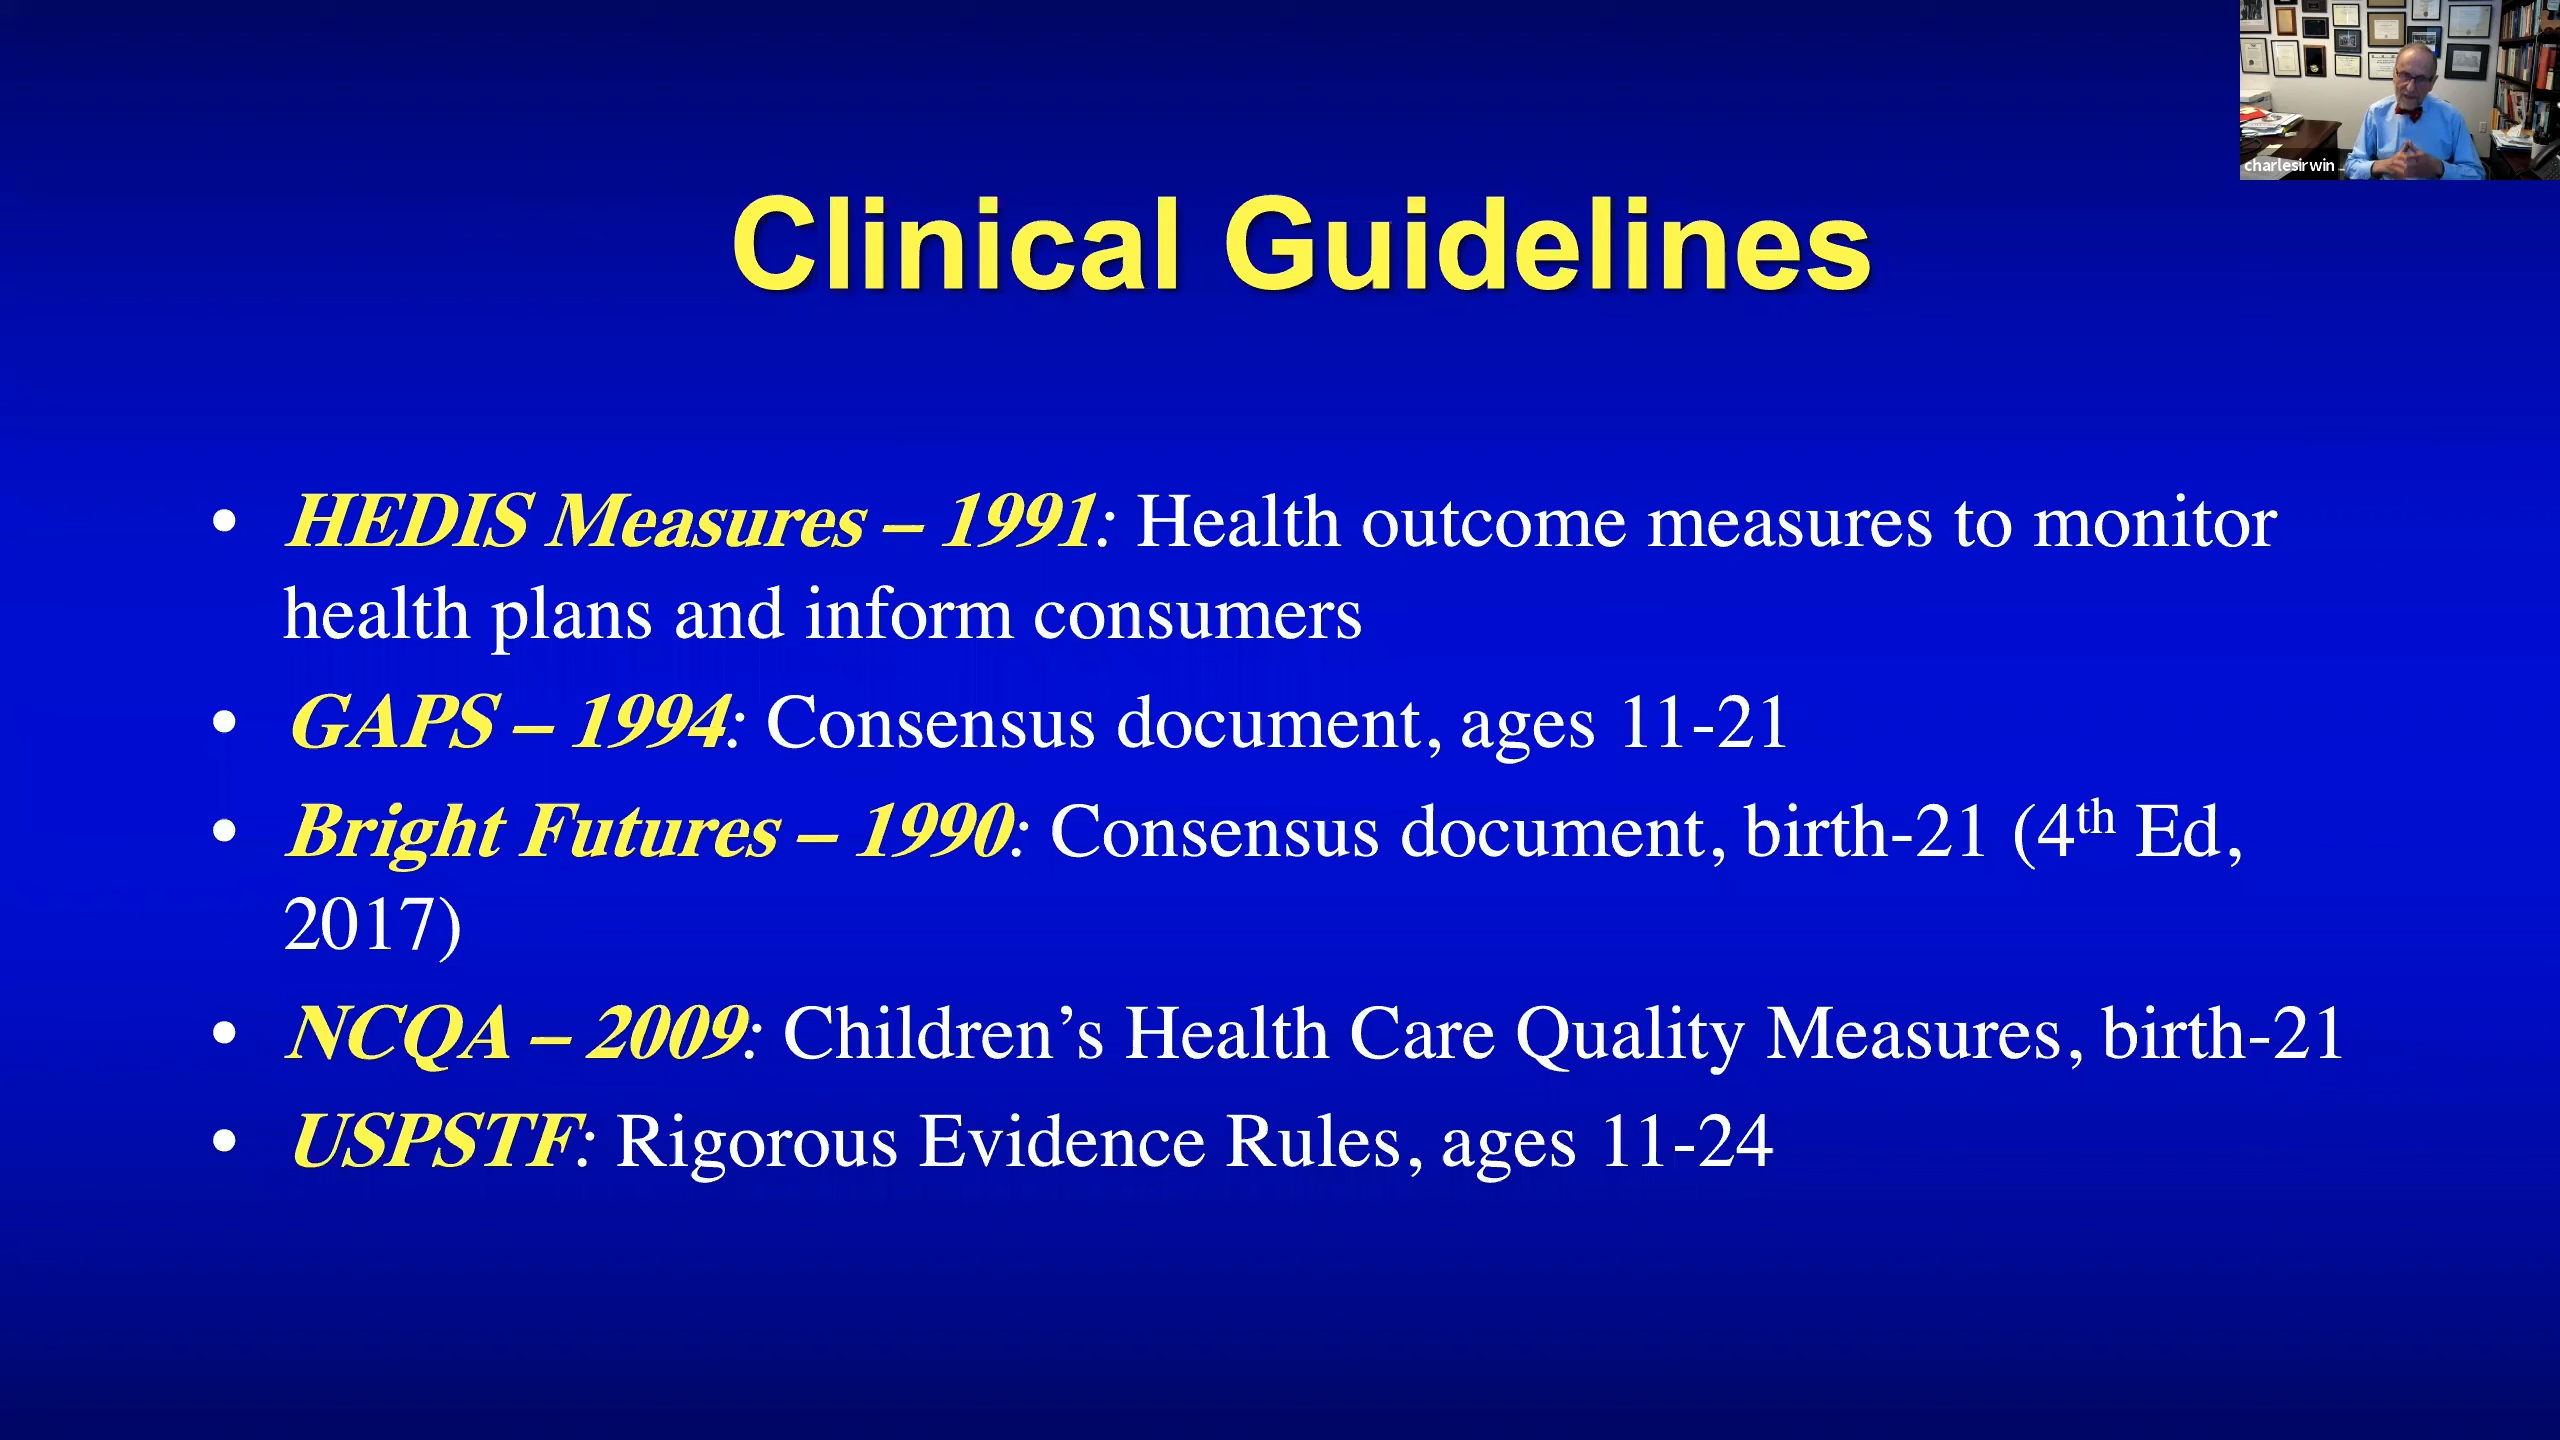 charlesirwin
Clinical Guidelines
• HEDIS Measures – 1991: Health outcome measures to monitor
health plans and inform consumers
• GAPS – 1994: Consensus document, ages 11-21
• Bright Futures – 1990: Consensus document, birth-21 (4th Ed,
2017)
• NCQA – 2009: Children’s Health Care Quality Measures, birth-21
• USPSTF: Rigorous Evidence Rules, ages 11-24